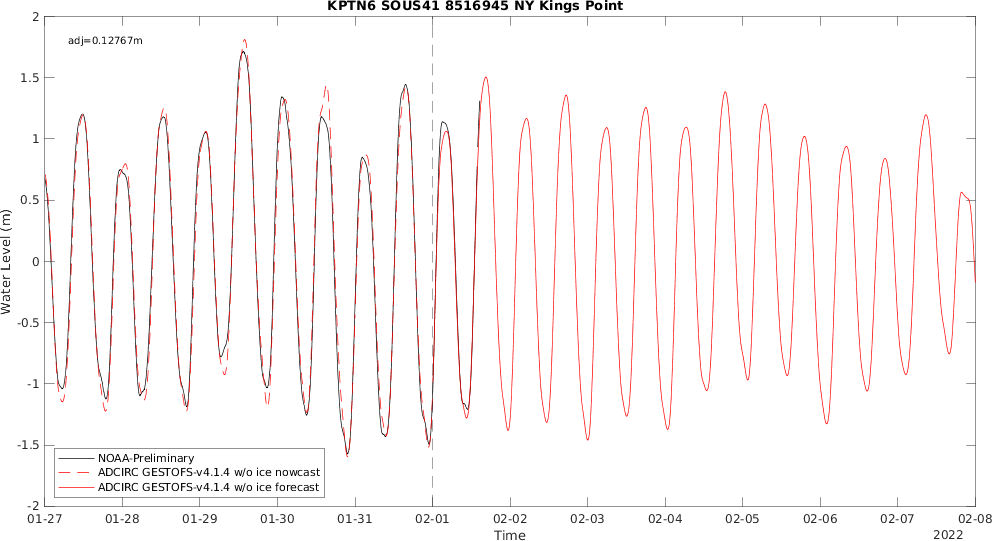 KPTN6 SOUS41 8516945 NY Kings Point
adj=0.12767m
2
1.5
1
0.5
0
-0.5
-1
-1.5
-2
Water Level (m)
NOAA-Preliminary
ADCIRC GESTOFS-v4.1.4 w/o ice nowcast
ADCIRC GESTOFS-v4.1.4 w/o ice forecast
01-27 01-28 01-29 01-30 01-31 02-01 02-02 02-03 02-04 02-05 02-06 02-07 02-08
Time
2022